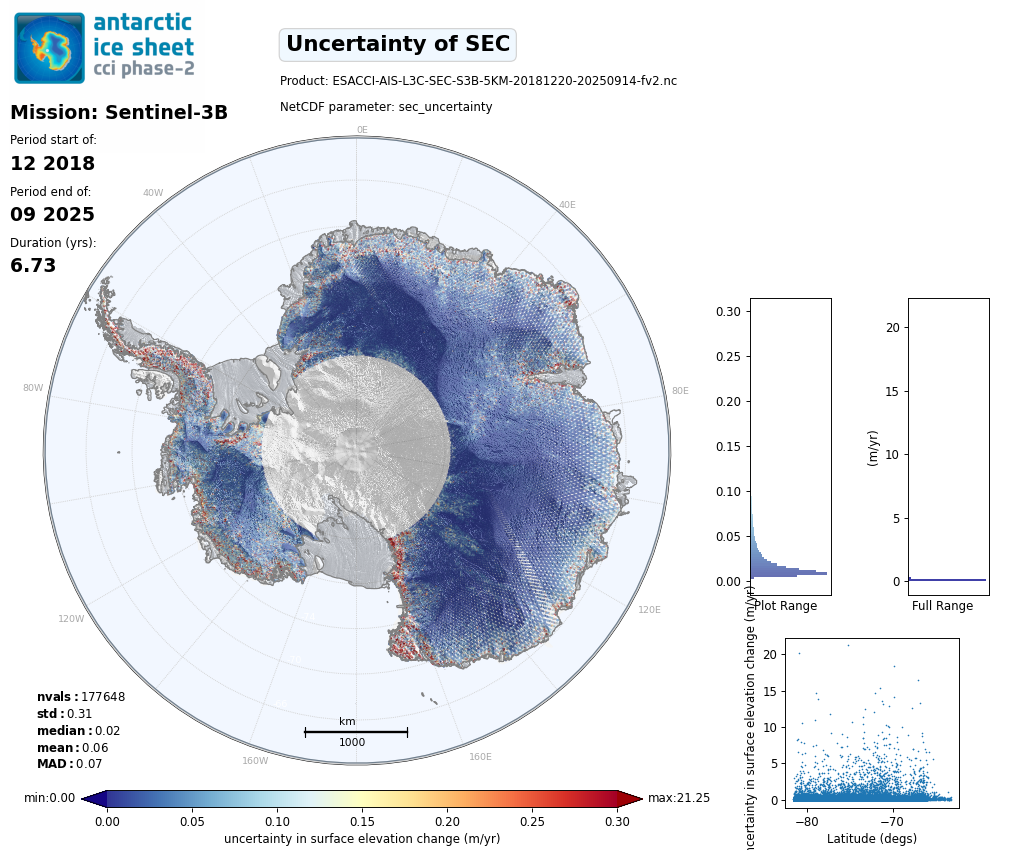 antarctic
ice sheet
cci phase-2
Uncertainty of SEC
Product: ESACCI-AIS-L3C-SEC-S3B-5KM-20181220-20250914-fv2.nc
NetCDF parameter: sec_uncertainty
Mission: Sentinel-3B
Period start of:
12 2018
Period end of:
09 2025
Duration (yrs):
6.73
0E
40W
40E
80W
80E
120W
120E
160W
160E
km
1000
nvals: 177648
std: 0.31
median: 0.02
mean: 0.06
MAD: 0.07
min:0.00
max:21.25
0.00 0.05 0.10 0.15 0.20 0.25 0.30
uncertainty in surface elevation change (m/yr)
0.30
0.25
0.20
0.15
0.10
0.05
0.00
Plot Range
20
15
10
5
0
(m/yr)
Full Range
20
15
10
5
0
ncertainty in surface elevation change (m/yr)
−80 −70
Latitude (degs)